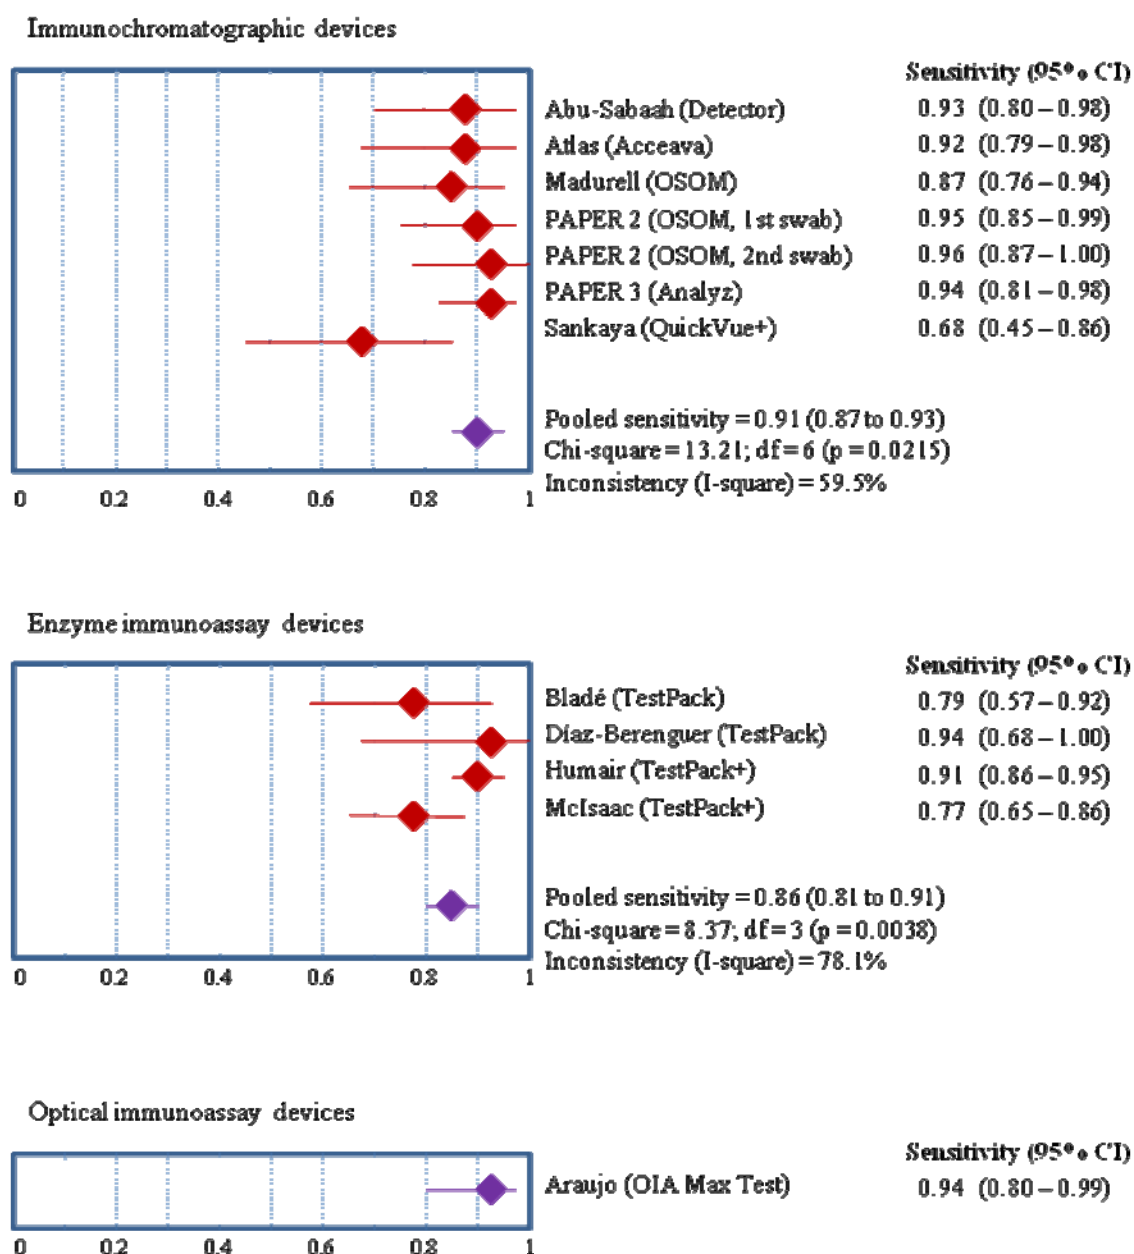 Immunochromatographic devices
Sensitivity (95% CI)
Abu-Sabaah (Detector) 0.93 (0.80 – 0.98)
Atlas (Acceava) 0.92 (0.79 – 0.98)
Madurell (OSOM) 0.87 (0.76 – 0.94)
PAPER 2 (OSOM, 1st swab) 0.95 (0.85 – 0.99)
PAPER 2 (OSOM, 2nd swab) 0.96 (0.87 – 1.00)
PAPER 3 (Analyz) 0.94 (0.81 – 0.98)
Sankaya (QuickVue+) 0.68 (0.45 – 0.86)
Pooled sensitivity = 0.91 (0.87 to 0.93)
Chi-square = 13.21; df = 6 (p = 0.0215)
Inconsistency (I-square) = 59.5%
0 0.2 0.4 0.6 0.8 1
Enzyme immunoassay devices
Sensitivity (95% CI)
Bladé (TestPack) 0.79 (0.57 – 0.92)
Díaz-Berenguer (TestPack) 0.94 (0.68 – 1.00)
Humair (TestPack+) 0.91 (0.86 – 0.95)
McIsaac (TestPack+) 0.77 (0.65 – 0.86)
Pooled sensitivity = 0.86 (0.81 to 0.91)
Chi-square = 8.37; df = 3 (p = 0.0038)
Inconsistency (I-square) = 78.1%
0 0.2 0.4 0.6 0.8 1
Optical immunoassay devices
Sensitivity (95% CI)
Araujo (OIA Max Test) 0.94 (0.80 – 0.99)
0 0.2 0.4 0.6 0.8 1